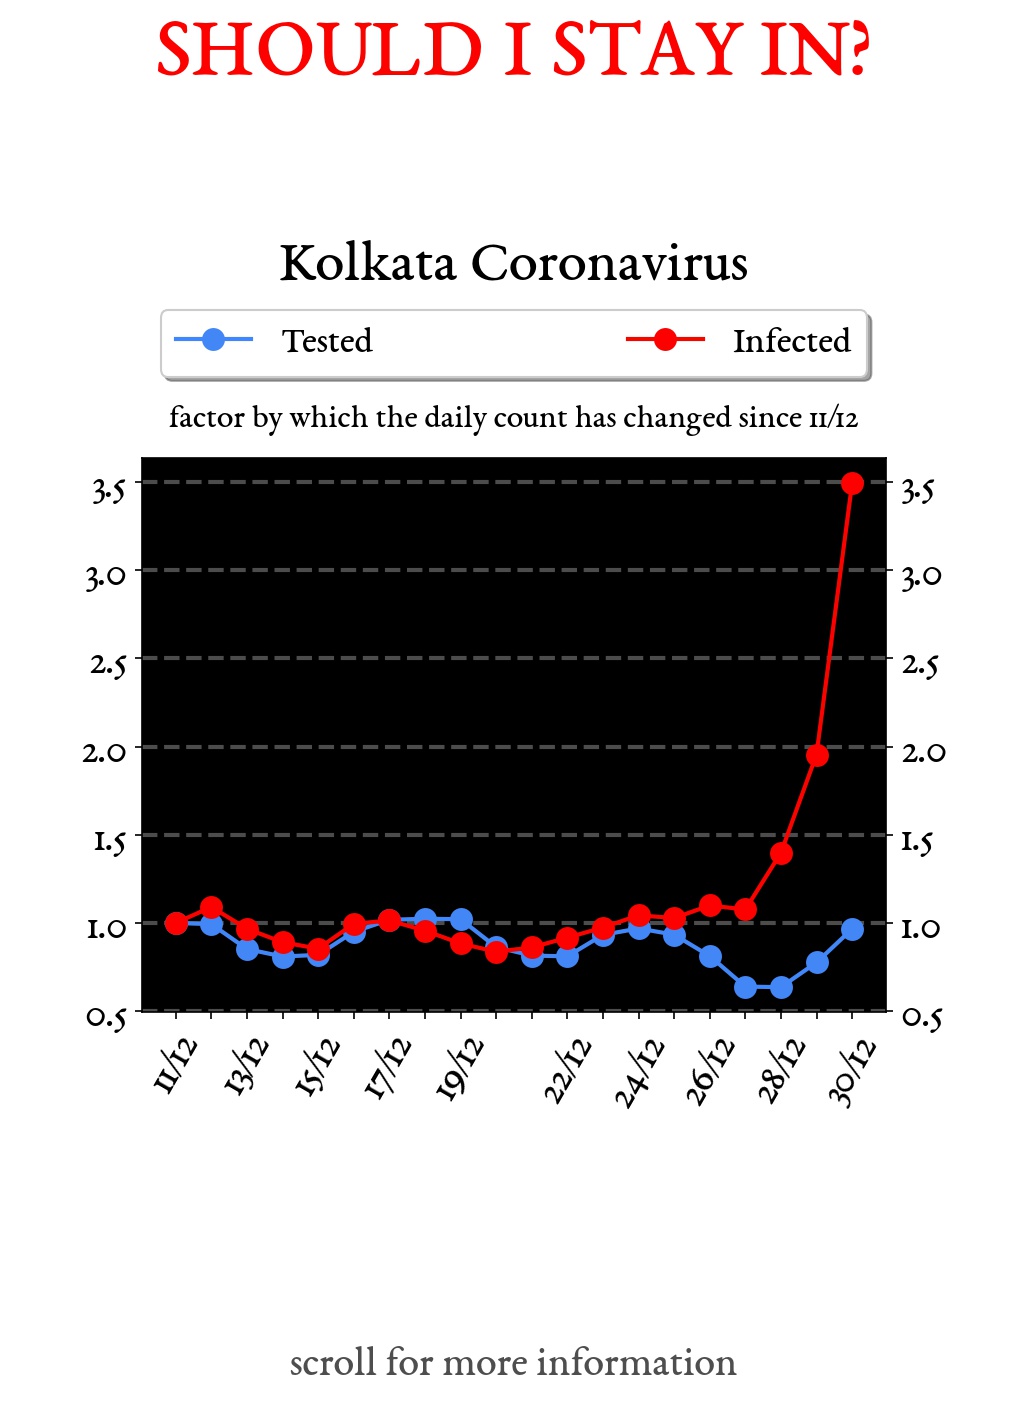 SHOULD I STAY IN?
Kolkata Coronavirus
Tested Infected
factor by which the daily count has changed since 11/12
3.5 3.5
3.0 3.0
2.5 2.5
2.0 2.0
1.5 1.5
1.0 1.0
0.5 0.5
11/12 13/12 15/12 17/12 19/12 22/12 24/12 26/12 28/12 30/12
scroll for more information